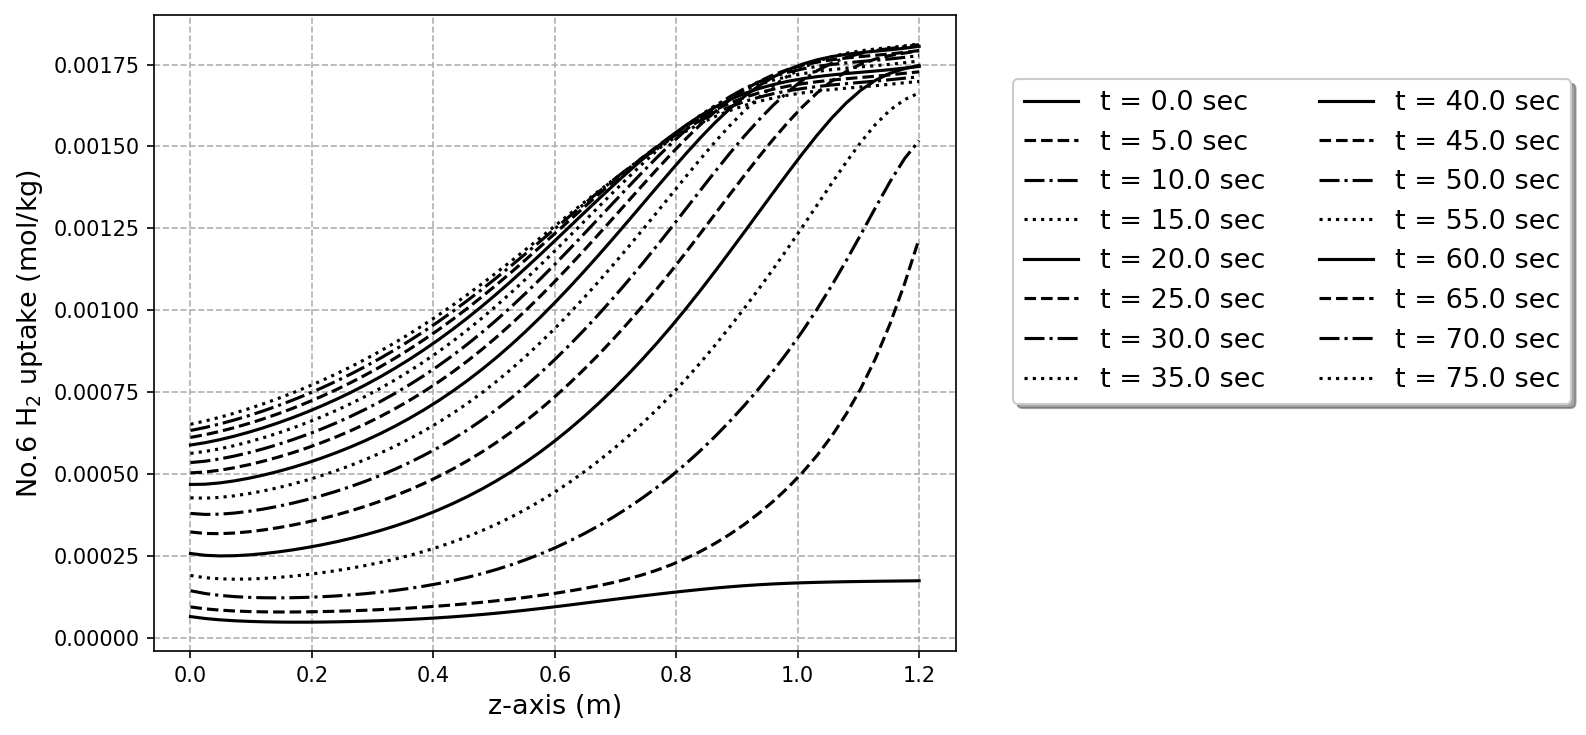 No.6 H₂ uptake (mol/kg)
0.00175
0.00150
0.00125
0.00100
0.00075
0.00050
0.00025
0.00000
0.0 0.2 0.4 0.6 0.8 1.0 1.2
z-axis (m)
t = 0.0 sec
t = 5.0 sec
t = 10.0 sec
t = 15.0 sec
t = 20.0 sec
t = 25.0 sec
t = 30.0 sec
t = 35.0 sec
t = 40.0 sec
t = 45.0 sec
t = 50.0 sec
t = 55.0 sec
t = 60.0 sec
t = 65.0 sec
t = 70.0 sec
t = 75.0 sec